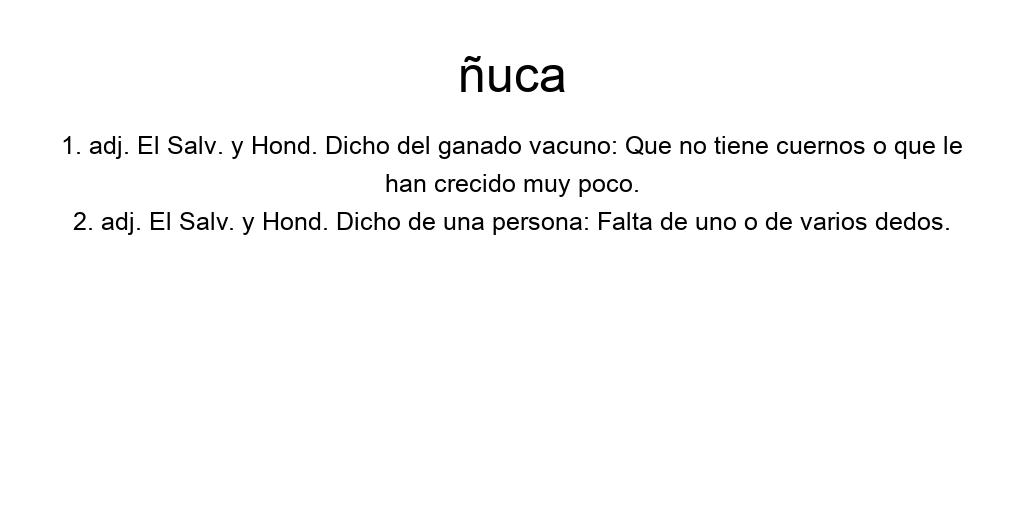 ñuca
1. adj. El Salv. y Hond. Dicho del ganado vacuno: Que no tiene cuernos o que le
han crecido muy poco.
2. adj. El Salv. y Hond. Dicho de una persona: Falta de uno o de varios dedos.